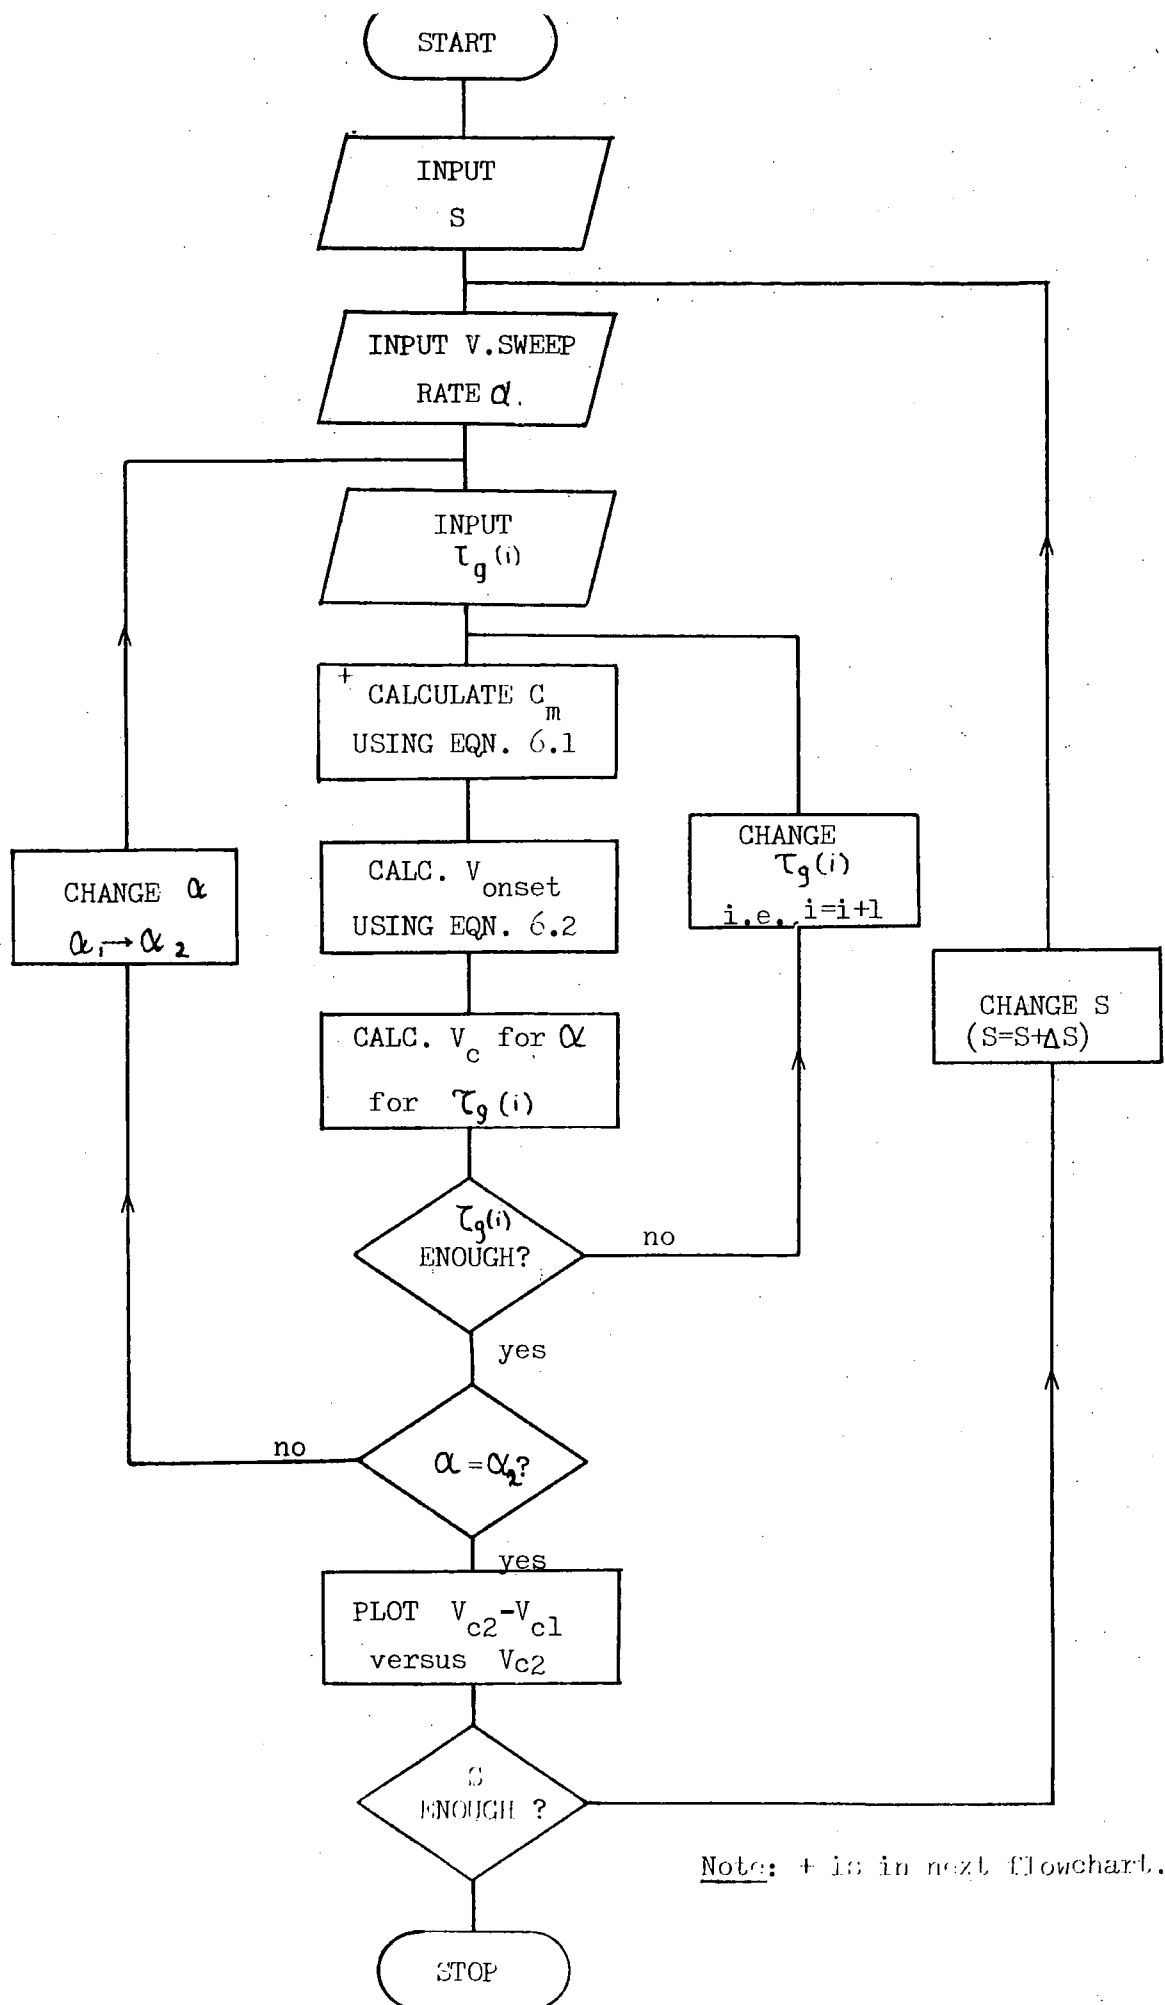 START
INPUT
S
INPUT V.SWEEP
RATE α.
INPUT
τg(i)
+ CALCULATE Cm
USING EQN. 6.1
CALC. Vonset
USING EQN. 6.2
CALC. Vc for α
for τg(i)
τg(i)
ENOUGH?
no
CHANGE
τg(i)
i.e. i=i+1
yes
α = α2?
no
CHANGE α
α1→α2
yes
PLOT Vc2-Vc1
versus Vc2
S
ENOUGH ?
CHANGE S
(S=S+ΔS)
Note: + is in next flowchart.
STOP